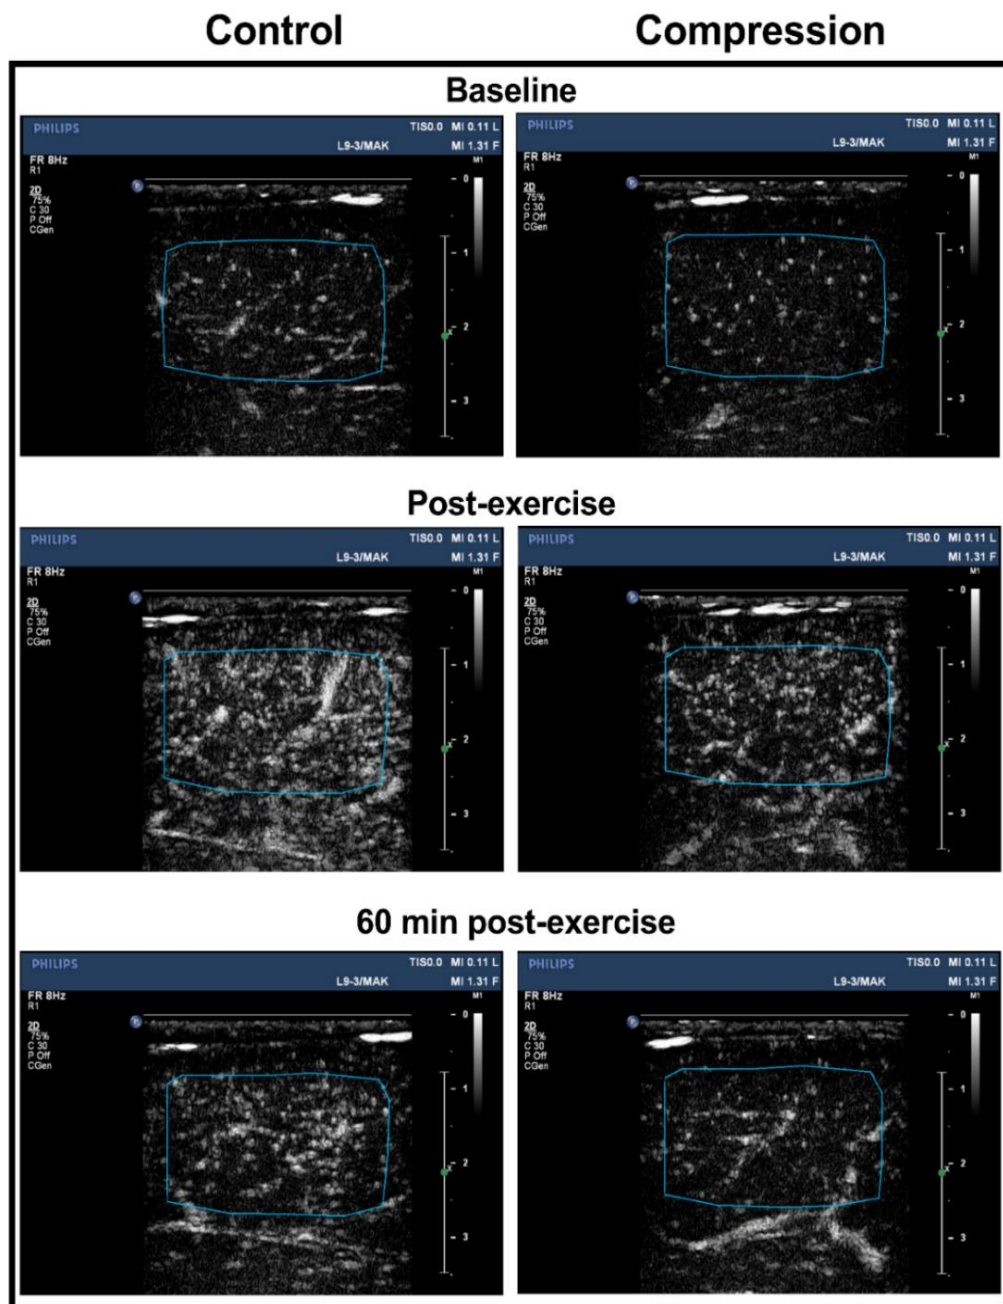 Control Compression
Baseline
PHILIPS TIS0.0 MI 0.11 L
L9-3/MAK MI 1.31 F
FR 8Hz M1
R1
2D
75%
C 30
P Off
CGen
0
1
2
x
3
PHILIPS TIS0.0 MI 0.11 L
L9-3/MAK MI 1.31 F
FR 8Hz M1
R1
2D
75%
C 30
P Off
CGen
0
1
2
x
3
Post-exercise
PHILIPS TIS0.0 MI 0.11 L
L9-3/MAK MI 1.31 F
FR 8Hz M1
R1
2D
75%
C 30
P Off
CGen
0
1
2
x
3
PHILIPS TIS0.0 MI 0.11 L
L9-3/MAK MI 1.31 F
FR 8Hz M1
R1
2D
75%
C 30
P Off
CGen
0
1
2
x
3
60 min post-exercise
PHILIPS TIS0.0 MI 0.11 L
L9-3/MAK MI 1.31 F
FR 8Hz M1
R1
2D
75%
C 30
P Off
CGen
0
1
2
x
3
PHILIPS TIS0.0 MI 0.11 L
L9-3/MAK MI 1.31 F
FR 8Hz M1
R1
2D
75%
C 30
P Off
CGen
0
1
2
x
3